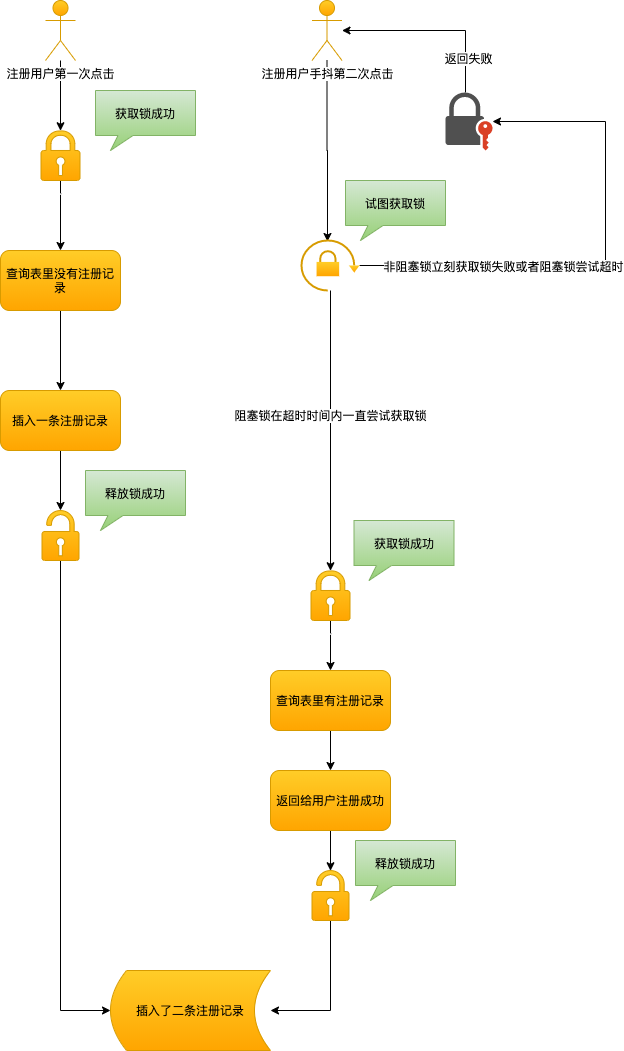 注册用户第一次点击
获取锁成功
查询表里没有注册记
录
插入一条注册记录
释放锁成功
注册用户手抖第二次点击
返回失败
试图获取锁
非阻塞锁立刻获取锁失败或者阻塞锁尝试超时
阻塞锁在超时时间内一直尝试获取锁
获取锁成功
查询表里有注册记录
返回给用户注册成功
释放锁成功
插入了二条注册记录